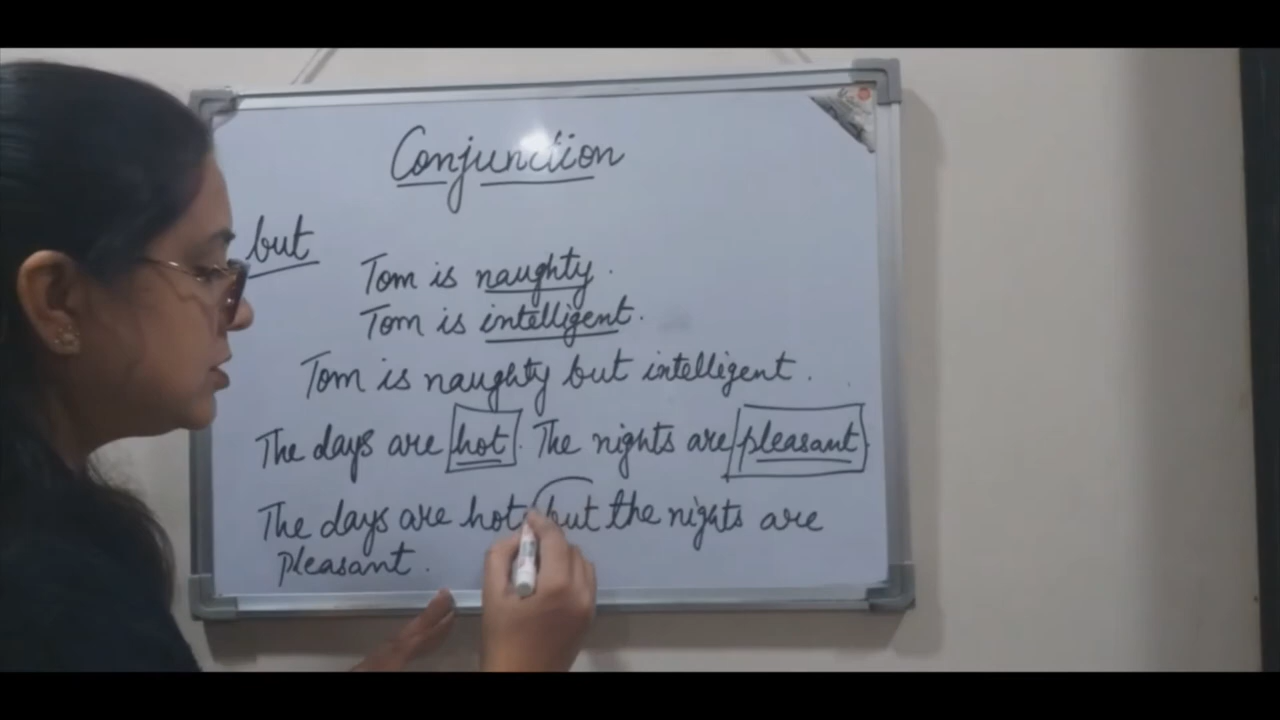 Conjunction
but
Tom is naughty.
Tom is intelligent.
Tom is naughty but intelligent.
The days are hot. The nights are pleasant.
The days are hot but the nights are
pleasant.